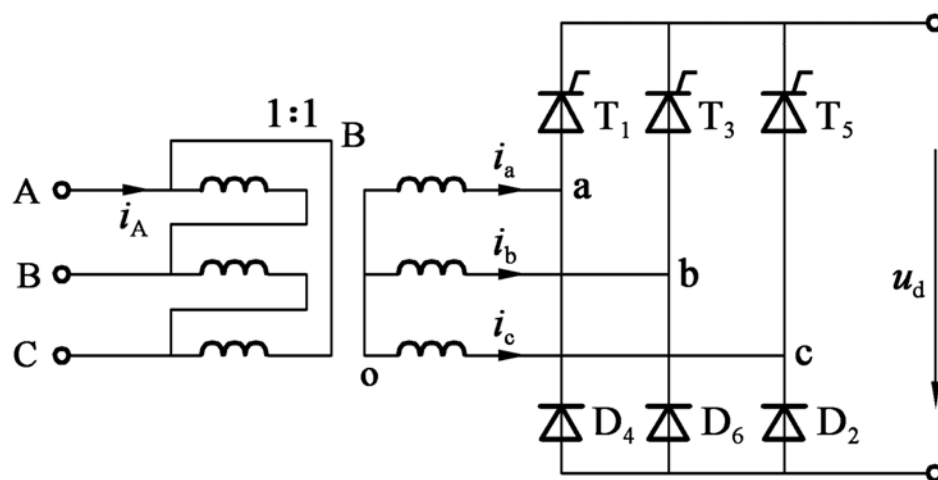 1:1
B
A
i_A
B
C
i_a
a
i_b
b
i_c
c
o
T_1
T_3
T_5
D_4
D_6
D_2
u_d